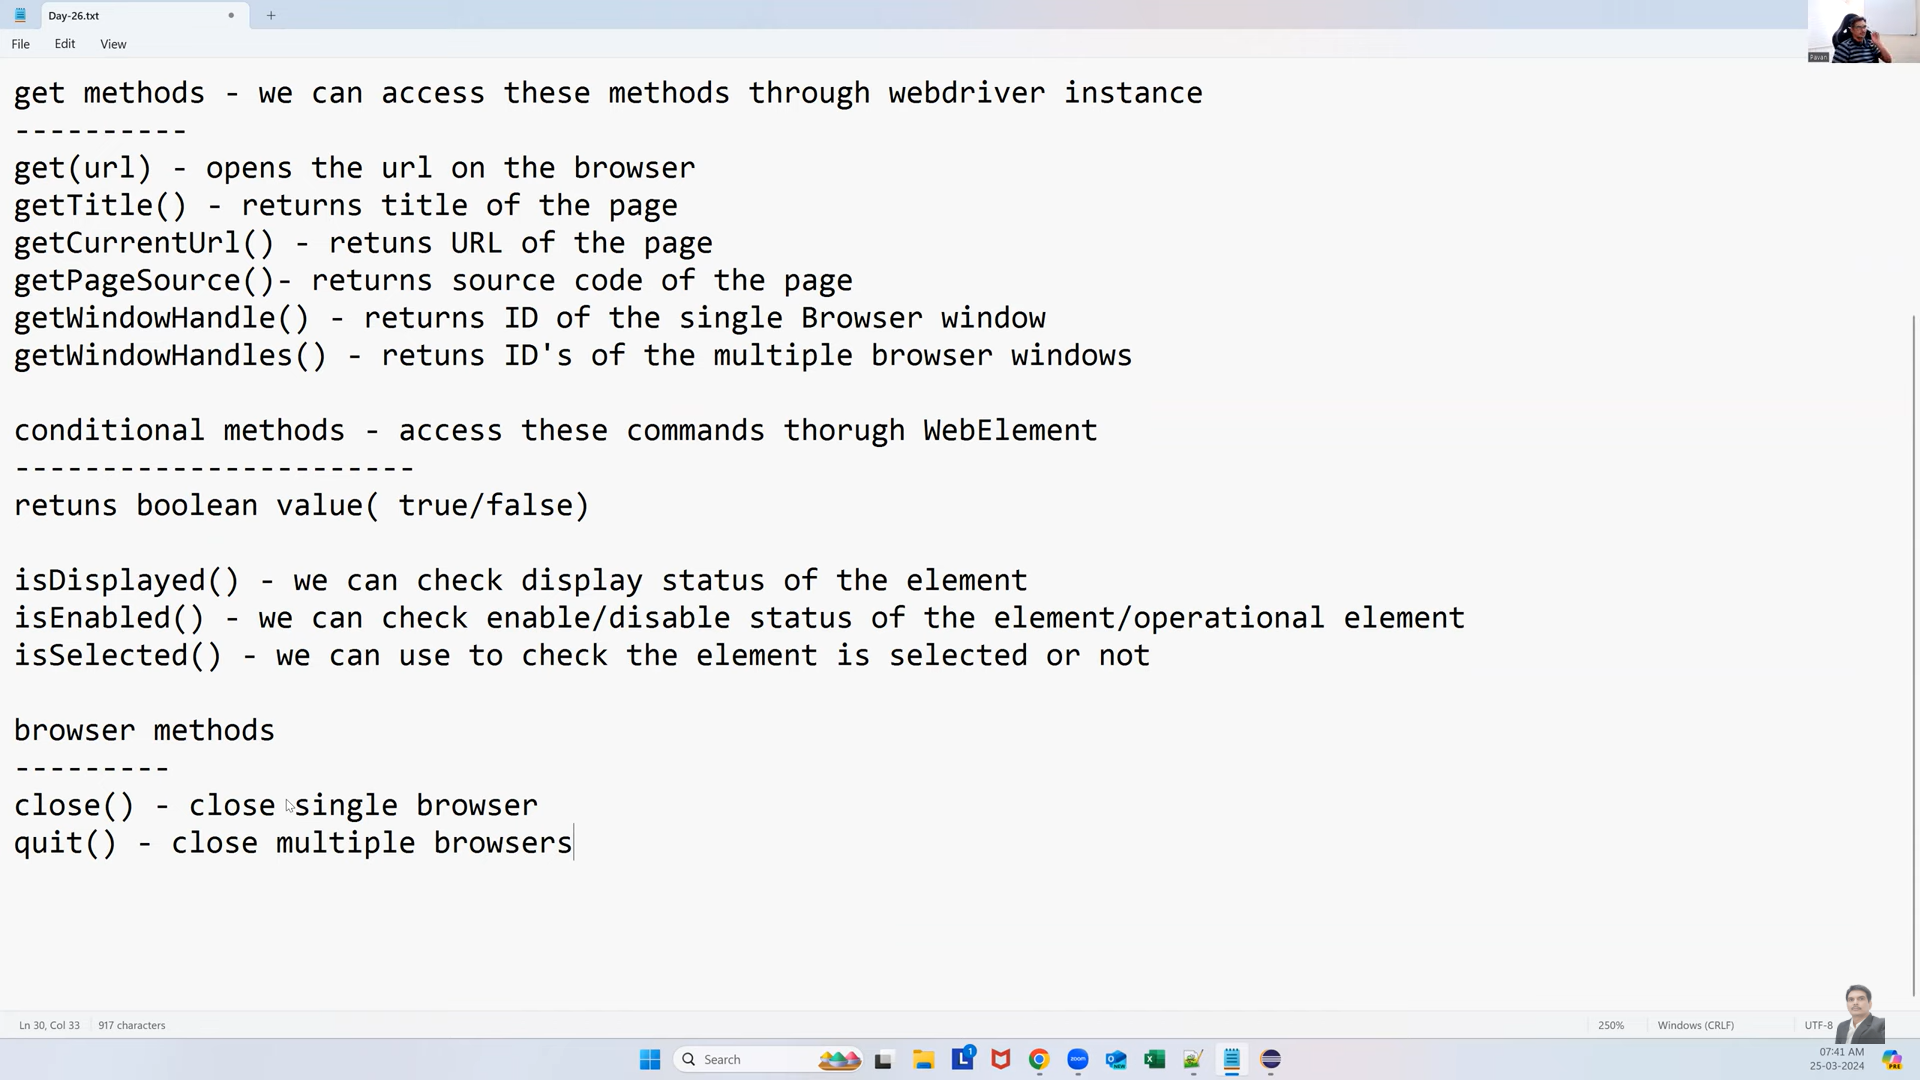 Day-26.txt
File Edit View
Pavan
get methods - we can access these methods through webdriver instance
----------
get(url) - opens the url on the browser
getTitle() - returns title of the page
getCurrentUrl() - retuns URL of the page
getPageSource()- returns source code of the page
getWindowHandle() - returns ID of the single Browser window
getWindowHandles() - retuns ID's of the multiple browser windows
conditional methods - access these commands thorugh WebElement
-----------------------
retuns boolean value( true/false)
isDisplayed() - we can check display status of the element
isEnabled() - we can check enable/disable status of the element/operational element
isSelected() - we can use to check the element is selected or not
browser methods
---------
close() - close single browser
quit() - close multiple browsers
Ln 30, Col 33 917 characters 250% Windows (CRLF) UTF-8
Search
L 1
zoom
NEW
PRE
07:41 AM
25-03-2024